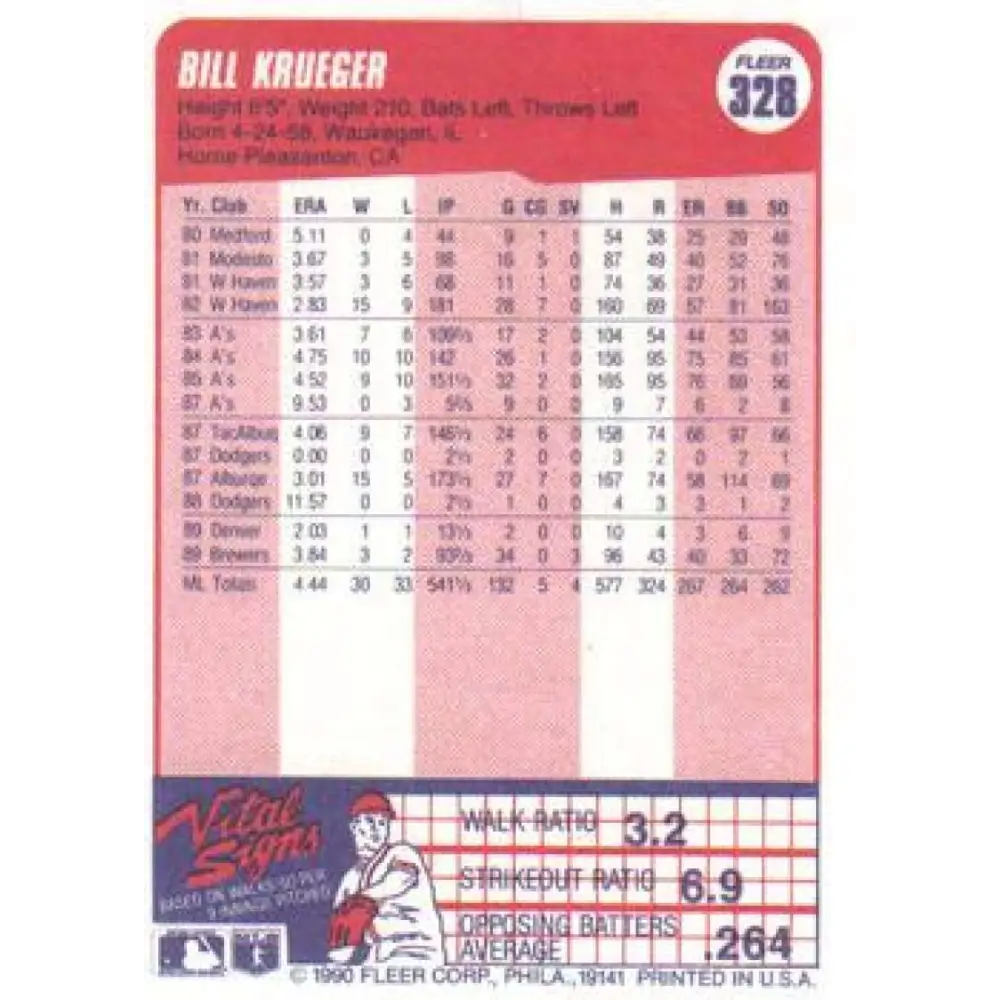 BILL KRUEGER
FLEER
328
Height 6'5", Weight 210, Bats Left, Throws Left
Born 4-24-58, Waukegan, IL
Home Pleasanton, CA
Yr. Club ERA W L IP G CG SV H R ER BB SO
80 Medford 5.11 0 4 44 9 1 1 54 38 25 29 48
81 Modesto 3.67 3 5 98 16 5 0 87 49 40 52 76
81 W Haven 3.57 3 6 68 11 1 0 74 36 27 31 36
82 W Haven 2.83 15 9 181 28 7 0 160 69 57 81 163
83 A's 3.61 7 6 109⅔ 17 2 0 104 54 44 53 58
84 A's 4.75 10 10 142 26 1 0 156 95 75 85 61
85 A's 4.52 9 10 151⅓ 32 2 0 165 95 76 69 56
87 A's 9.53 0 3 5⅔ 9 0 0 9 7 6 2 8
87 TacAlbuq 4.06 9 7 146⅓ 24 6 0 158 74 66 97 66
87 Dodgers 0.00 0 0 2⅓ 2 0 0 3 2 0 2 1
87 Alburqe 3.01 15 5 173⅓ 27 7 0 167 74 58 114 69
88 Dodgers 11.57 0 0 2⅓ 1 0 0 4 3 3 1 2
89 Denver 2.03 1 1 13⅓ 2 0 0 10 4 3 6 9
89 Brewers 3.84 3 2 93⅔ 34 0 3 96 43 40 33 72
ML Totals 4.44 30 33 541⅓ 132 5 4 577 324 267 264 262
Vital
Signs
BASED ON WALKS/SO PER
9 INNINGS PITCHED
WALK RATIO 3.2
STRIKEOUT RATIO 6.9
OPPOSING BATTERS
AVERAGE .264
© 1990 FLEER CORP., PHILA., 19141 PRINTED IN U.S.A.